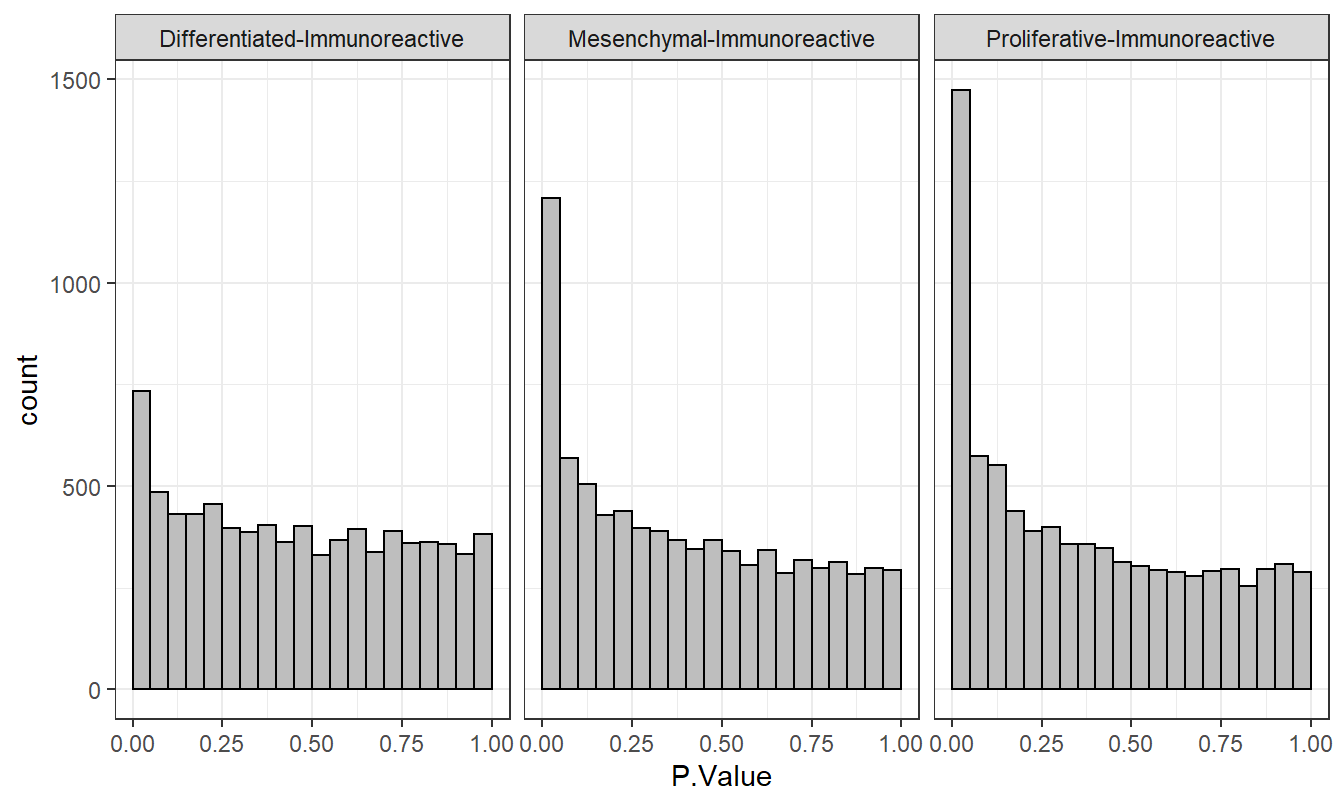 Differentiated-Immunoreactive Mesenchymal-Immunoreactive Proliferative-Immunoreactive
1500
1000
500
0
count
0.00 0.25 0.50 0.75 1.00 0.00 0.25 0.50 0.75 1.00 0.00 0.25 0.50 0.75 1.00
P.Value